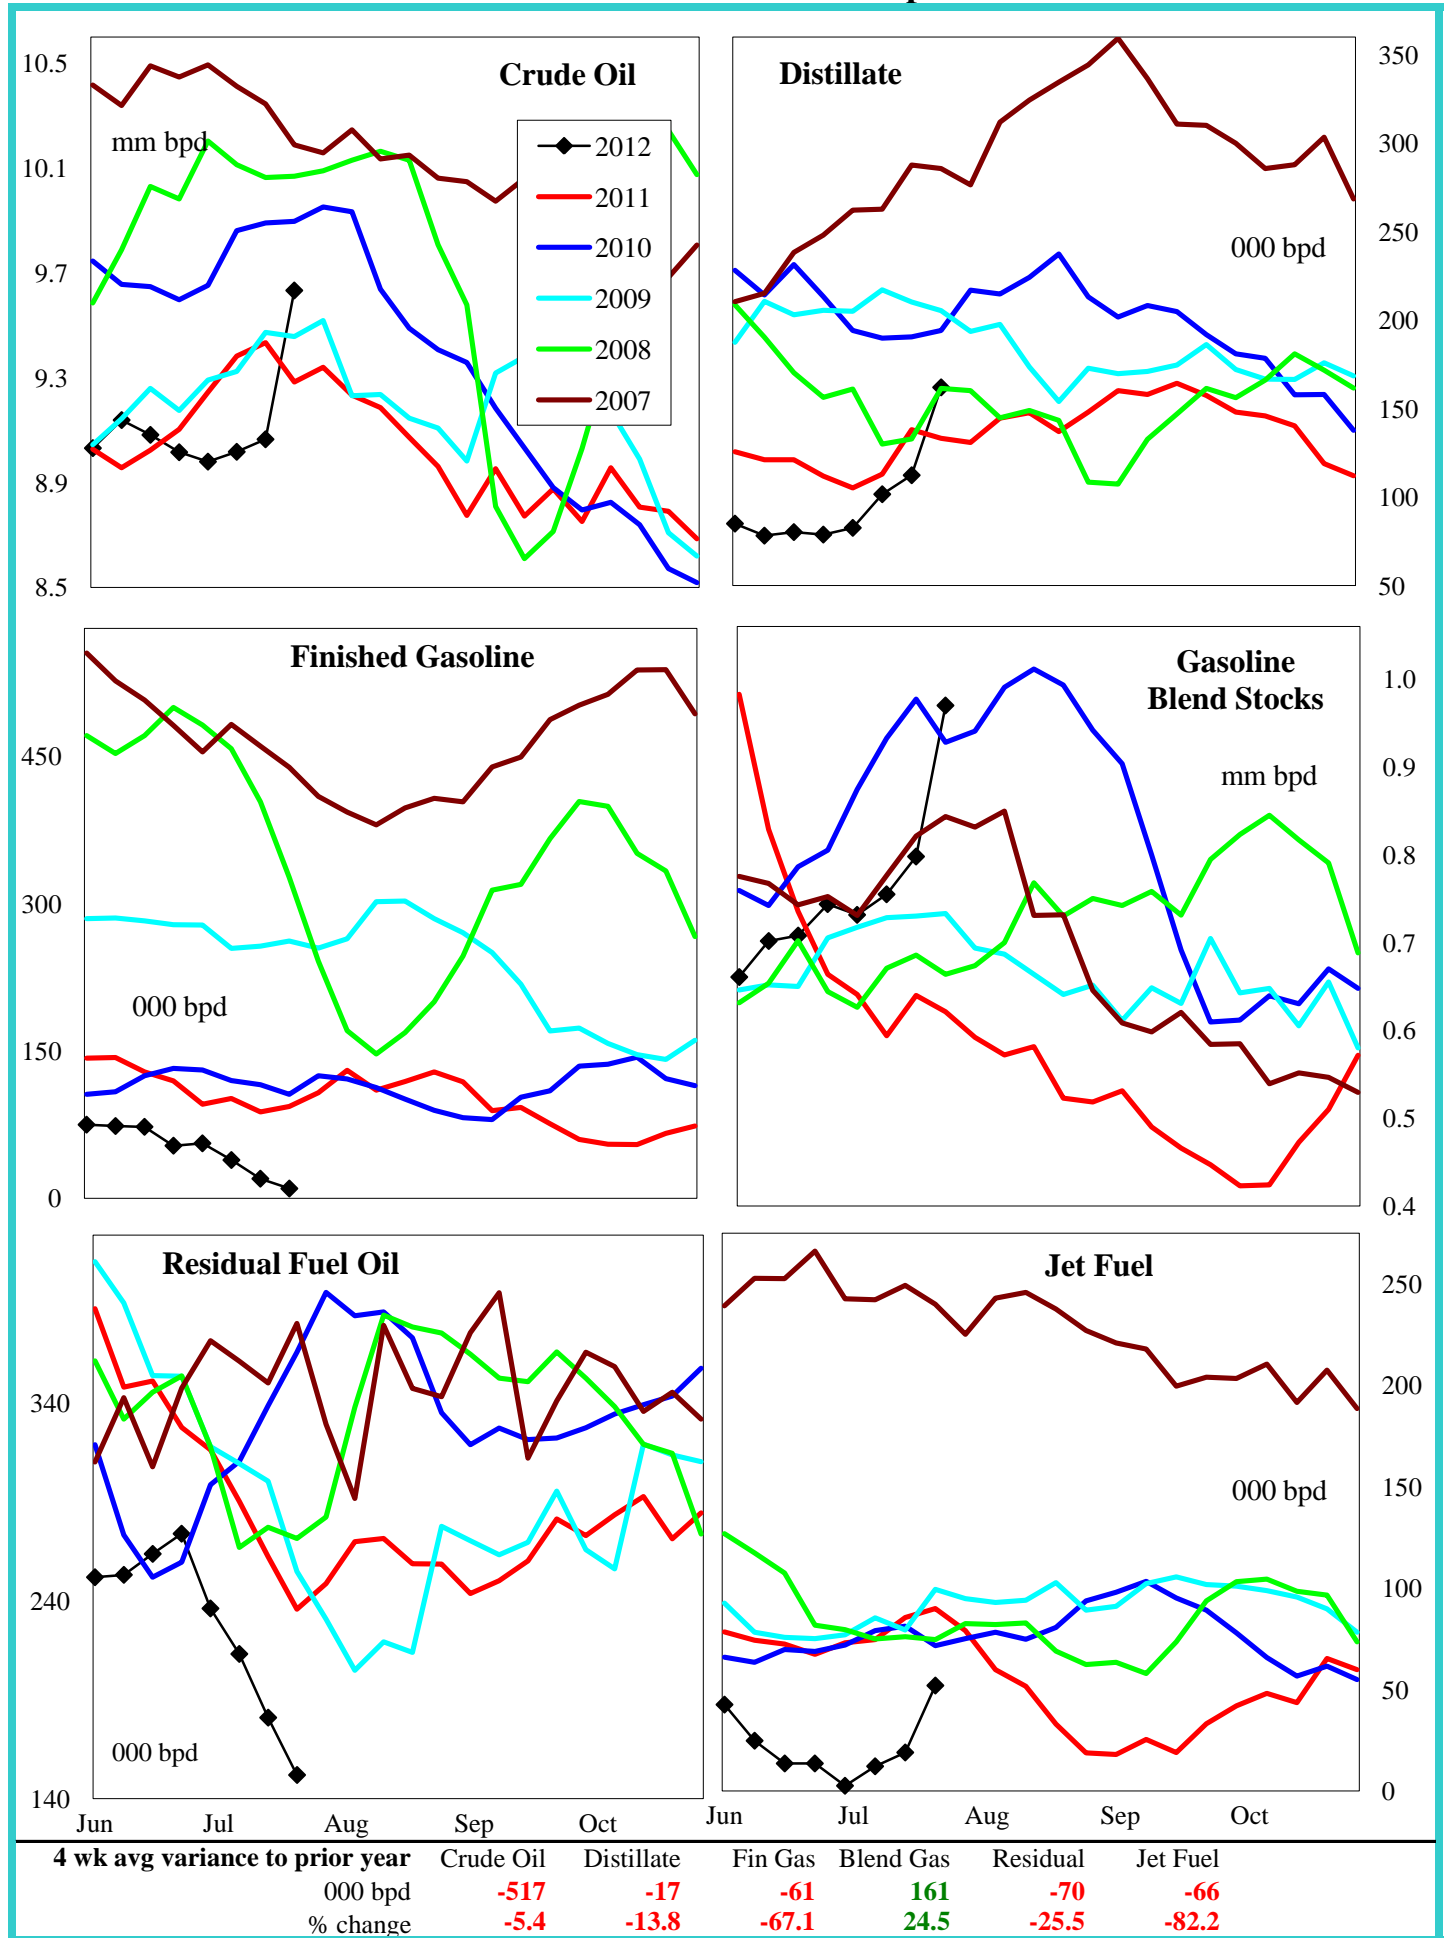 Crude Oil
mm bpd
10.5
10.1
9.7
9.3
8.9
8.5
2012
2011
2010
2009
2008
2007
Distillate
000 bpd
350
300
250
200
150
100
50
Finished Gasoline
000 bpd
450
300
150
0
Gasoline
Blend Stocks
mm bpd
1.0
0.9
0.8
0.7
0.6
0.5
0.4
Residual Fuel Oil
000 bpd
340
240
140
Jun Jul Aug Sep Oct
Jet Fuel
000 bpd
250
200
150
100
50
0
Jun Jul Aug Sep Oct
4 wk avg variance to prior year Crude Oil Distillate Fin Gas Blend Gas Residual Jet Fuel
000 bpd -517 -17 -61 161 -70 -66
% change -5.4 -13.8 -67.1 24.5 -25.5 -82.2